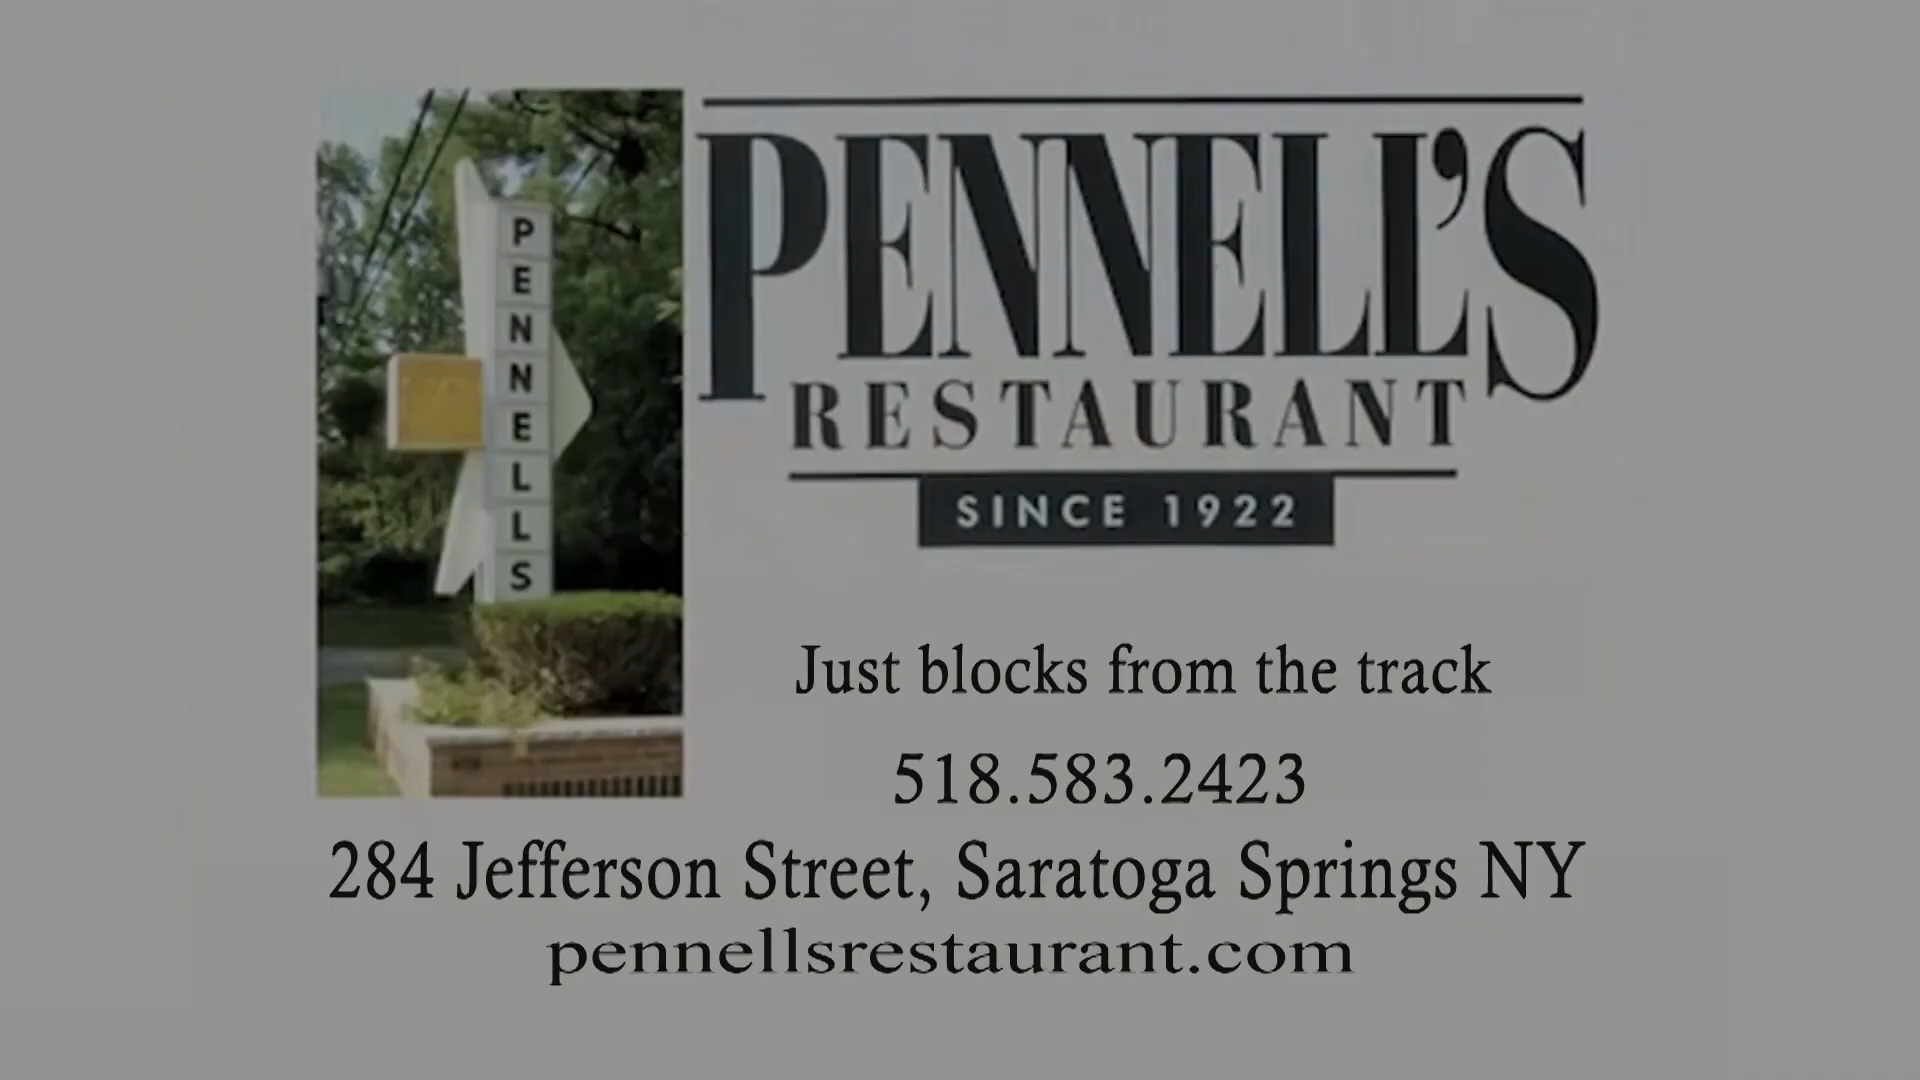 PENNELLS
PENNELL'S
RESTAURANT
SINCE 1922
Just blocks from the track
518.583.2423
284 Jefferson Street, Saratoga Springs NY
pennellsrestaurant.com